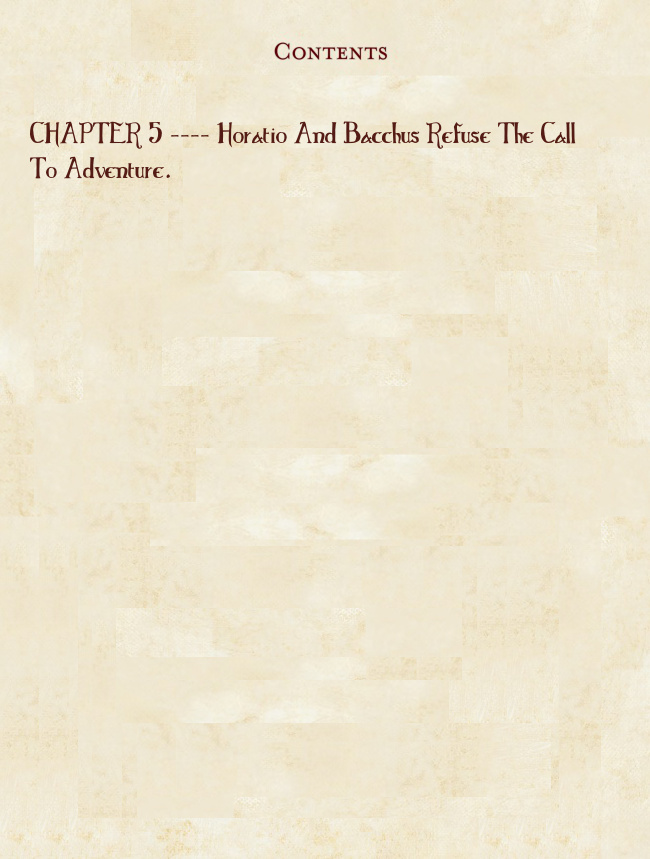 Contents
CHAPTER 5 ---- Horatio And Bacchus Refuse The Call
To Adventure.